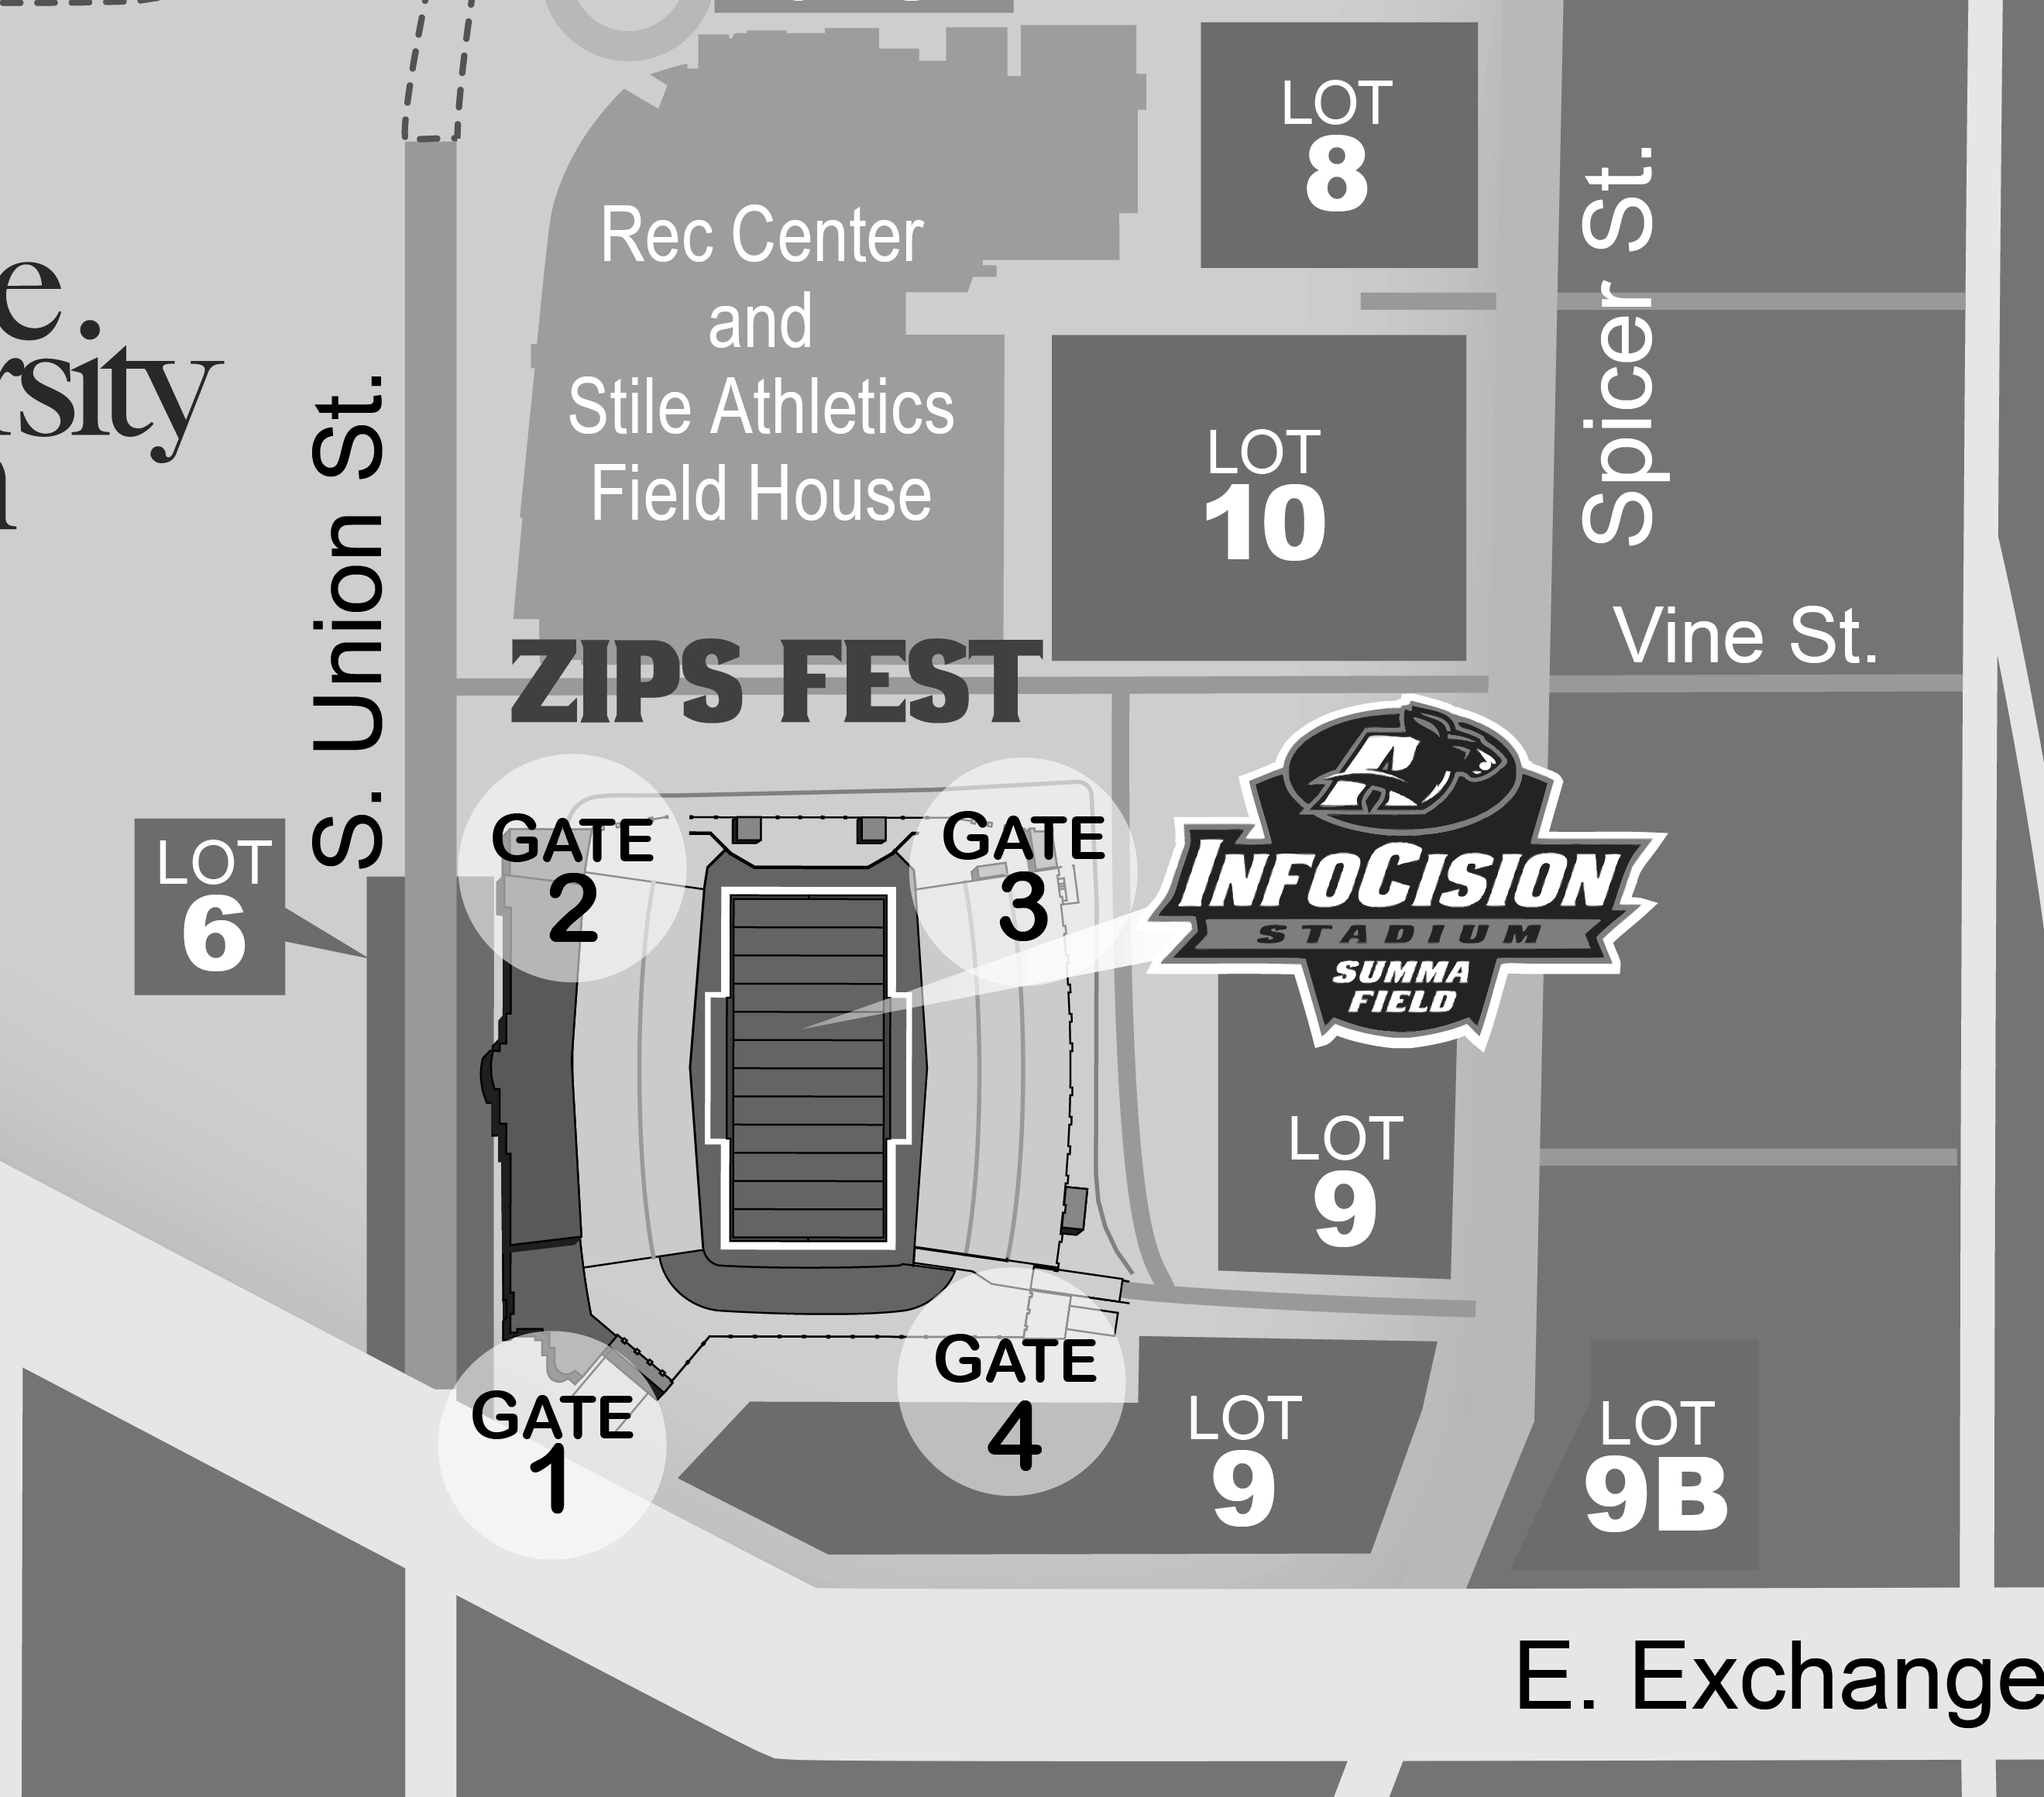 LOT
8
Rec Center
and
Stile Athletics
Field House
e.
rsity
S. Union St.
LOT
10
Spicer St.
Vine St.
ZIPS FEST
GATE
2
GATE
3
LOT
6
A
INFOCISION
STADIUM
SUMMA
FIELD
LOT
9
GATE
1
GATE
4
LOT
9
LOT
9B
E. Exchange